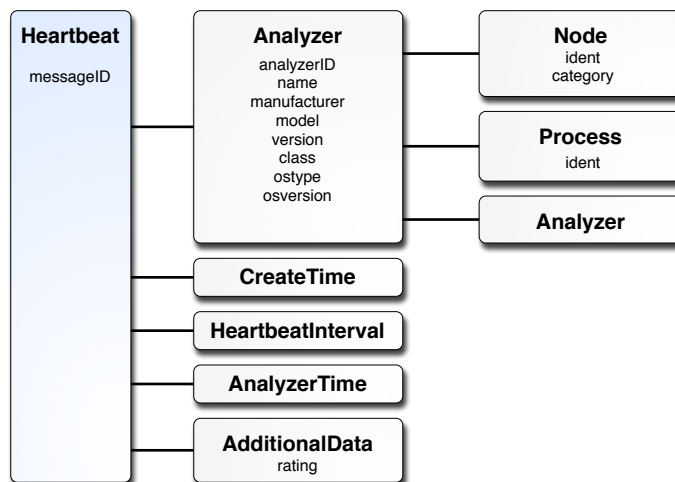 Heartbeat
messageID
Analyzer
analyzerID
name
manufacturer
model
version
class
ostype
osversion
Node
ident
category
Process
ident
Analyzer
CreateTime
HeartbeatInterval
AnalyzerTime
AdditionalData
rating